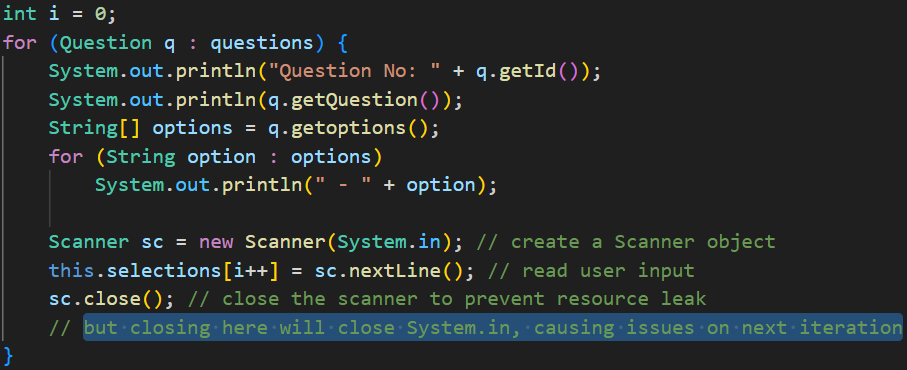 int i = 0;
for (Question q : questions) {
    System.out.println("Question No: " + q.getId());
    System.out.println(q.getQuestion());
    String[] options = q.getoptions();
    for (String option : options)
        System.out.println(" - " + option);
    Scanner sc = new Scanner(System.in); // create a Scanner object
    this.selections[i++] = sc.nextLine(); // read user input
    sc.close(); // close the scanner to prevent resource leak
    // but closing here will close System.in, causing issues on next iteration
}